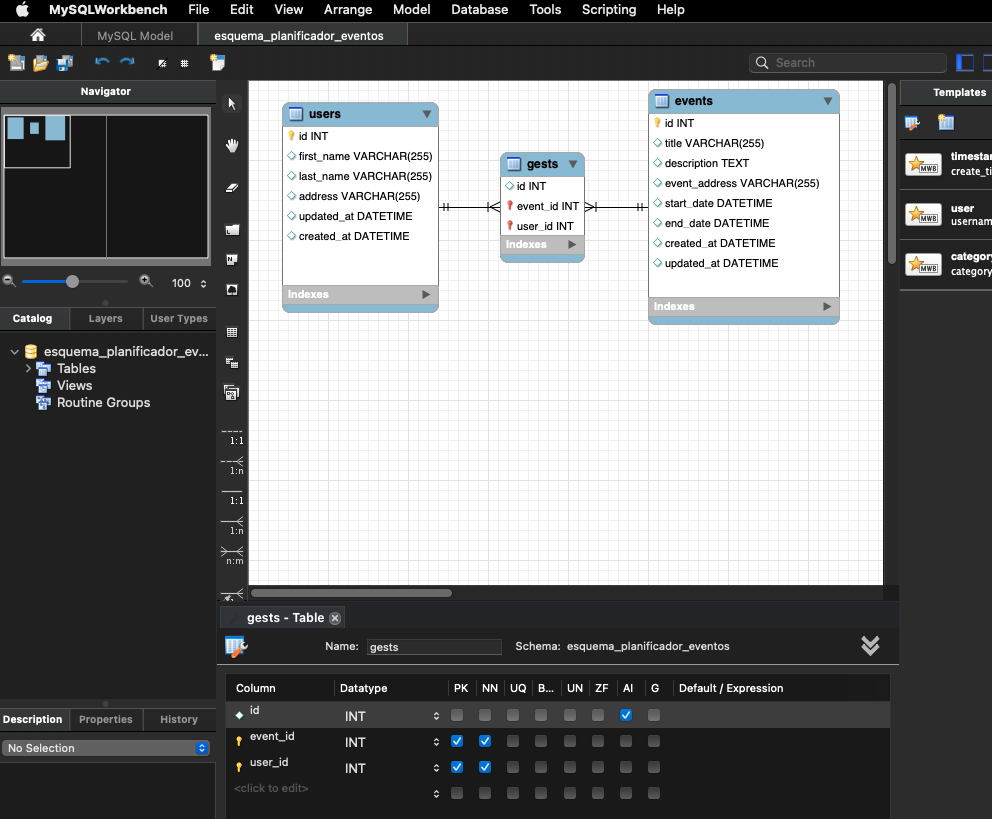 MySQLWorkbench File Edit View Arrange Model Database Tools Scripting Help
MySQL Model esquema_planificador_eventos
Search
Navigator
Templates
users
id INT
first_name VARCHAR(255)
last_name VARCHAR(255)
address VARCHAR(255)
updated_at DATETIME
created_at DATETIME
Indexes
gests
id INT
event_id INT
user_id INT
Indexes
events
id INT
title VARCHAR(255)
description TEXT
event_address VARCHAR(255)
start_date DATETIME
end_date DATETIME
created_at DATETIME
updated_at DATETIME
Indexes
MWB timestar
create_ti
MWB user
usernam
MWB category
category
100
Catalog Layers User Types
esquema_planificador_ev...
Tables
Views
Routine Groups
1:1
1:n
1:1
1:n
n:m
gests - Table
Name: gests Schema: esquema_planificador_eventos
Column Datatype PK NN UQ B... UN ZF AI G Default / Expression
id INT
event_id INT
user_id INT
<click to edit>
Description Properties History
No Selection